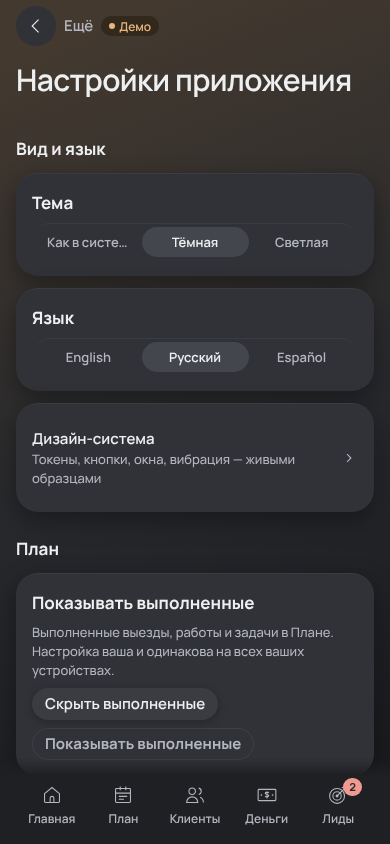 Ещё
Демо
Настройки приложения
Вид и язык
Тема
Как в систе...
Тёмная
Светлая
Язык
English
Русский
Español
Дизайн-система
Токены, кнопки, окна, вибрация — живыми
образцами
План
Показывать выполненные
Выполненные выезды, работы и задачи в Плане.
Настройка ваша и одинакова на всех ваших
устройствах.
Скрыть выполненные
Показывать выполненные
2
Главная
План
Клиенты
Деньги
Лиды